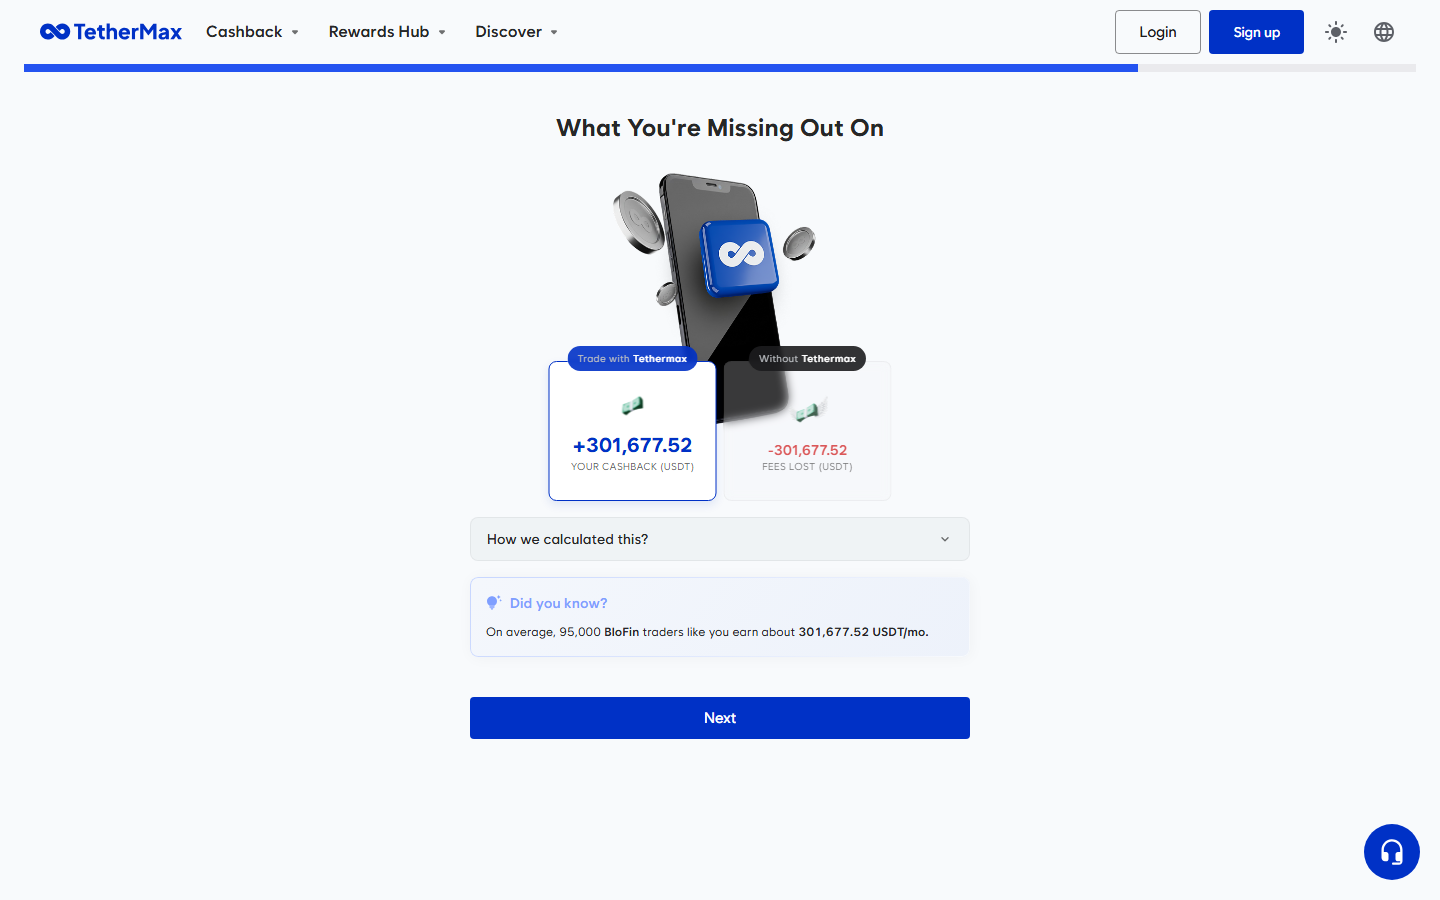 TetherMax
Cashback
Rewards Hub
Discover
Login
Sign up
What You're Missing Out On
Trade with Tethermax
Without Tethermax
+301,677.52
YOUR CASHBACK (USDT)
-301,677.52
FEES LOST (USDT)
How we calculated this?
Did you know?
On average, 95,000 BloFin traders like you earn about 301,677.52 USDT/mo.
Next